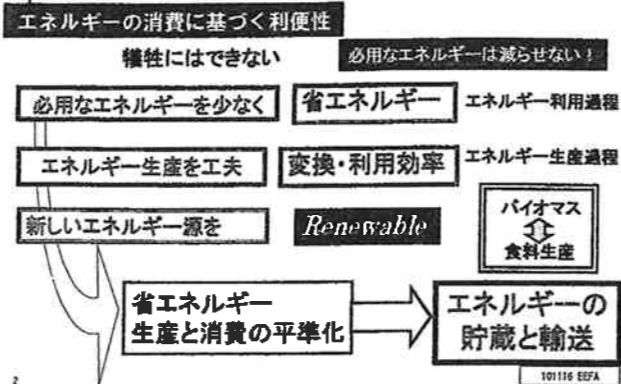 エネルギーの消費に基づく利便性
犠牲にはできない
必用なエネルギーは減らせない！
必用なエネルギーを少なく
省エネルギー
エネルギー利用過程
エネルギー生産を工夫
変換・利用効率
エネルギー生産過程
新しいエネルギー源を
Renewable
バイオマス
食料生産
省エネルギー
生産と消費の平準化
エネルギーの
貯蔵と輸送
2
101116 EEFA